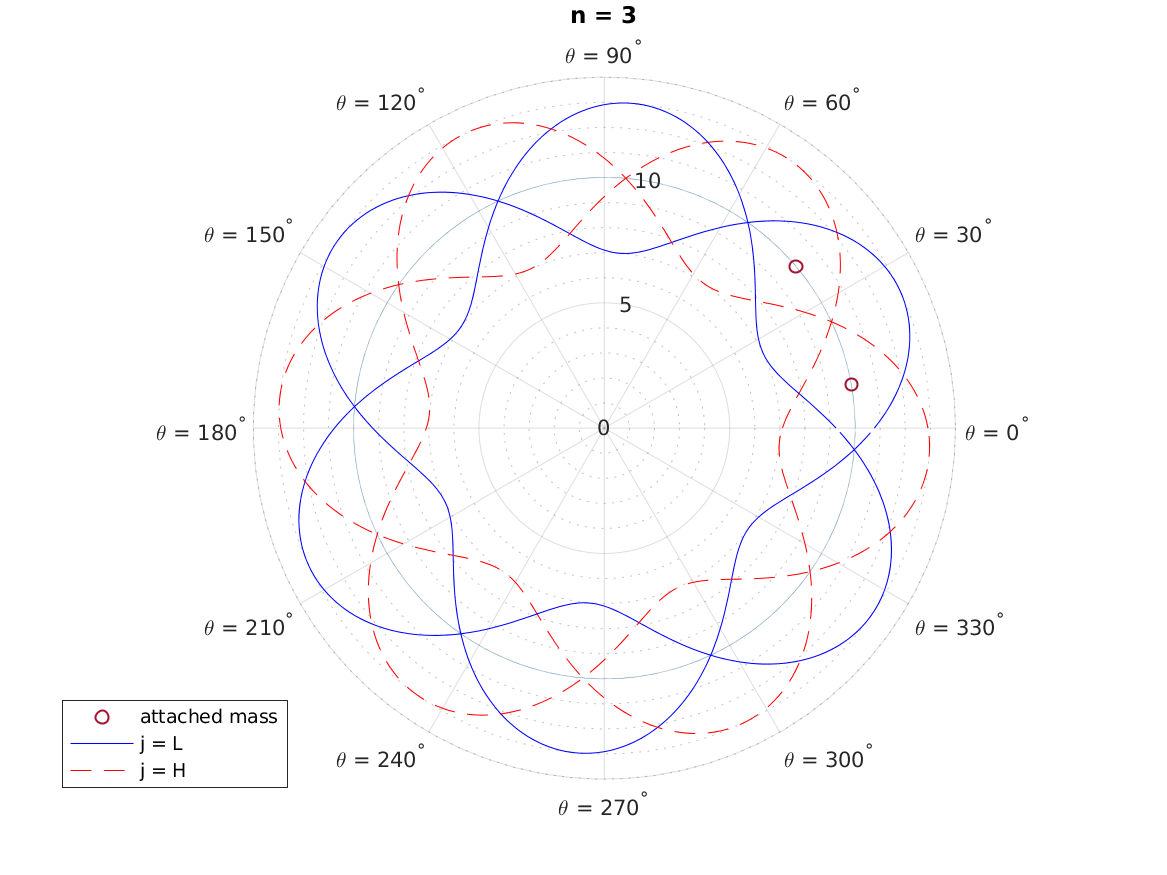 n = 3
θ = 90°
θ = 120°
θ = 60°
10
θ = 150°
θ = 30°
5
θ = 180°
0
θ = 0°
θ = 210°
θ = 330°
attached mass
j = L
j = H
θ = 240°
θ = 300°
θ = 270°